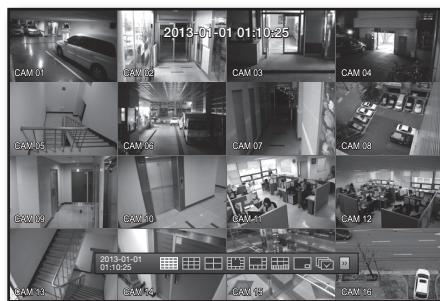 2013-01-01 01:10:25
CAM 01
CAM 02
CAM 03
CAM 04
CAM 05
CAM 06
CAM 07
CAM 08
CAM 09
CAM 10
CAM 11
CAM 12
2013-01-01
01:10:25
CAM 13
CAM 14
CAM 15
CAM 16